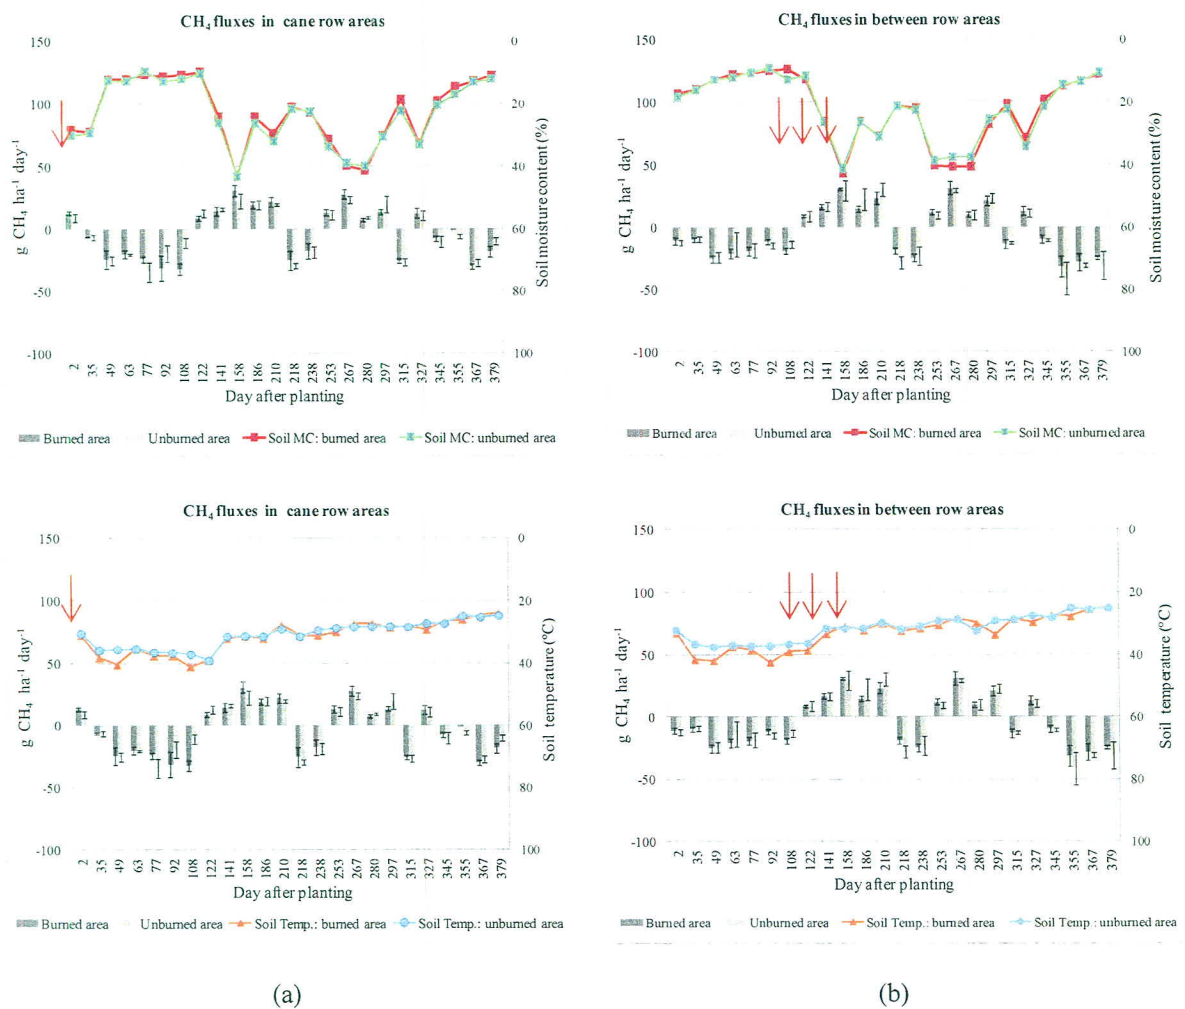 CH₄ fluxes in cane row areas
150
100
50
0
-50
-100
g CH₄ ha⁻¹ day⁻¹
0
20
40
60
80
100
Soil moisture content (%)
2 35 49 63 77 92 108 122 141 158 186 210 218 238 253 267 280 297 315 327 345 355 367 379
Day after planting
Burned area Unburned area Soil MC: burned area Soil MC: unburned area
CH₄ fluxes in between row areas
150
100
50
0
-50
-100
g CH₄ ha⁻¹ day⁻¹
0
20
40
60
80
100
Soil moisture content (%)
2 35 49 63 77 92 108 122 141 158 186 210 218 238 253 267 280 297 315 327 345 355 367 379
Day after planting
Burned area Unburned area Soil MC: burned area Soil MC: unburned area
CH₄ fluxes in cane row areas
150
100
50
0
-50
-100
g CH₄ ha⁻¹ day⁻¹
0
20
40
60
80
100
Soil temperature (°C)
2 35 49 63 77 92 108 122 141 158 186 210 218 238 253 267 280 297 315 327 345 355 367 379
Day after planting
Burned area Unburned area Soil Temp.: burned area Soil Temp.: unburned area
CH₄ fluxes in between row areas
150
100
50
0
-50
-100
g CH₄ ha⁻¹ day⁻¹
0
20
40
60
80
100
Soil temperature (°C)
2 35 49 63 77 92 108 122 141 158 186 210 218 238 253 267 280 297 315 327 345 355 367 379
Day after planting
Burned area Unburned area Soil Temp.: burned area Soil Temp : unburned area
(a)
(b)